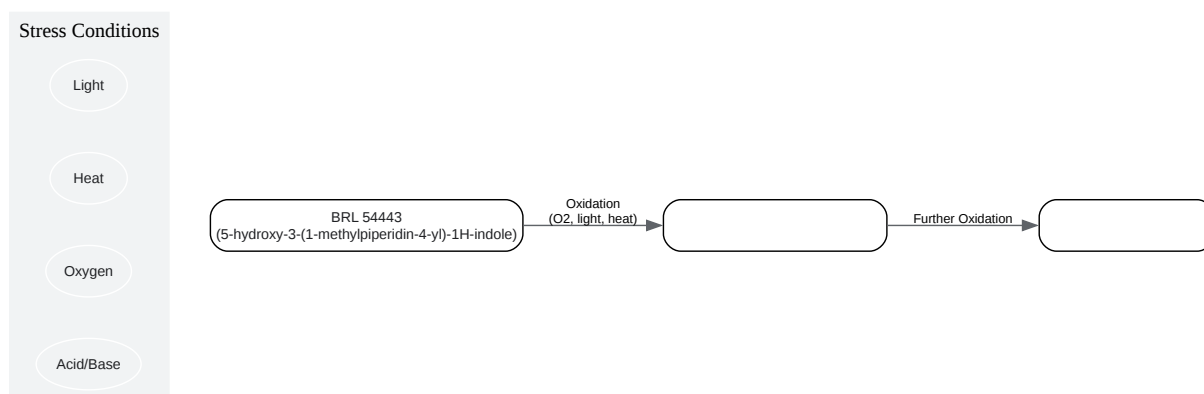 Stress Conditions
Light
Heat
Oxygen
Acid/Base
BRL 54443
(5-hydroxy-3-(1-methylpiperidin-4-yl)-1H-indole)
Oxidation
(O2, light, heat)
Further Oxidation